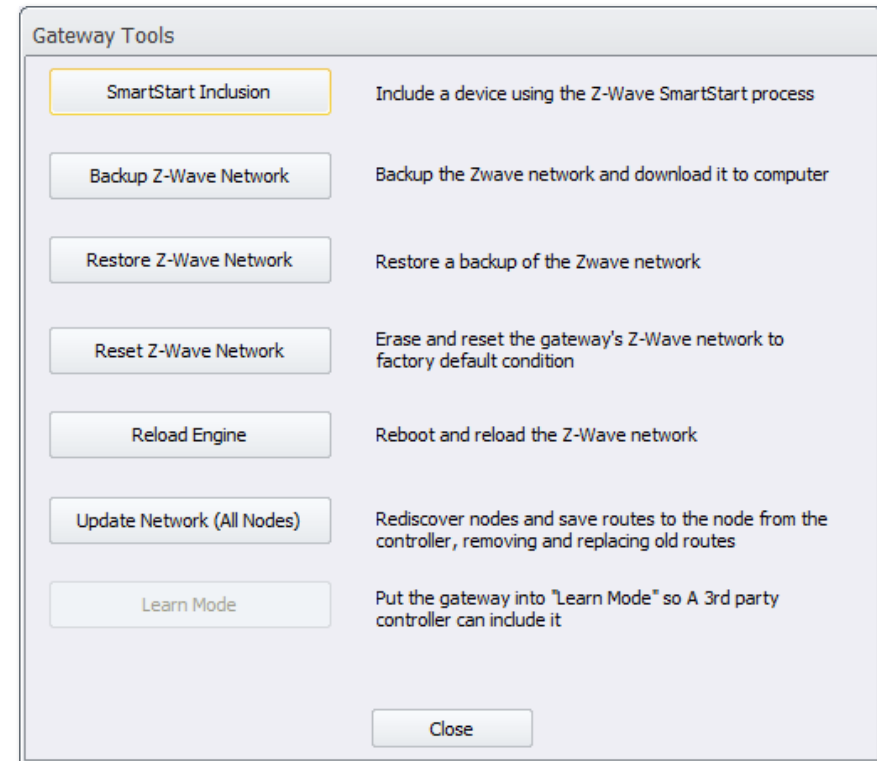 Gateway Tools
SmartStart Inclusion
Include a device using the Z-Wave SmartStart process
Backup Z-Wave Network
Backup the Zwave network and download it to computer
Restore Z-Wave Network
Restore a backup of the Zwave network
Reset Z-Wave Network
Erase and reset the gateway's Z-Wave network to
factory default condition
Reload Engine
Reboot and reload the Z-Wave network
Update Network (All Nodes)
Rediscover nodes and save routes to the node from the
controller, removing and replacing old routes
Learn Mode
Put the gateway into "Learn Mode" so A 3rd party
controller can include it
Close